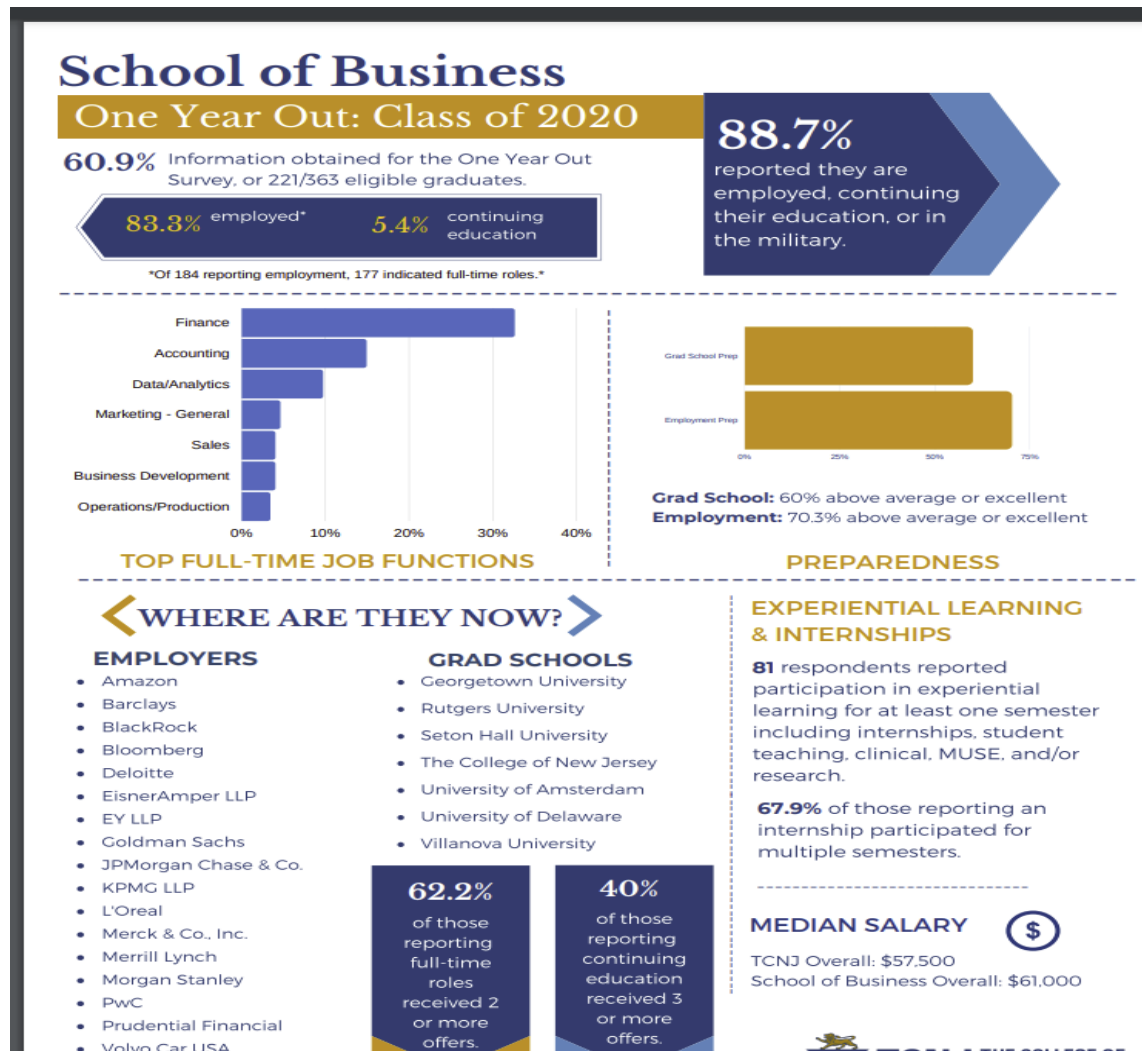 School of Business
One Year Out: Class of 2020
60.9% Information obtained for the One Year Out
Survey, or 221/363 eligible graduates.
83.3% employed*
5.4% continuing
education
*Of 184 reporting employment, 177 indicated full-time roles.*
88.7%
reported they are
employed, continuing
their education, or in
the military.
Finance
Accounting
Data/Analytics
Marketing - General
Sales
Business Development
Operations/Production
0% 10% 20% 30% 40%
TOP FULL-TIME JOB FUNCTIONS
Grad School Prep
Employment Prep
0% 25% 50% 75%
Grad School: 60% above average or excellent
Employment: 70.3% above average or excellent
PREPAREDNESS
WHERE ARE THEY NOW?
EMPLOYERS
• Amazon
• Barclays
• BlackRock
• Bloomberg
• Deloitte
• EisnerAmper LLP
• EY LLP
• Goldman Sachs
• JPMorgan Chase & Co.
• KPMG LLP
• L'Oreal
• Merck & Co., Inc.
• Merrill Lynch
• Morgan Stanley
• PwC
• Prudential Financial
• Volvo Car USA
GRAD SCHOOLS
• Georgetown University
• Rutgers University
• Seton Hall University
• The College of New Jersey
• University of Amsterdam
• University of Delaware
• Villanova University
62.2%
of those
reporting
full-time
roles
received 2
or more
offers.
40%
of those
reporting
continuing
education
received 3
or more
offers.
EXPERIENTIAL LEARNING
& INTERNSHIPS
81 respondents reported
participation in experiential
learning for at least one semester
including internships, student
teaching, clinical, MUSE, and/or
research.
67.9% of those reporting an
internship participated for
multiple semesters.
MEDIAN SALARY
$
TCNJ Overall: $57,500
School of Business Overall: $61,000
THE COLLEGE OF